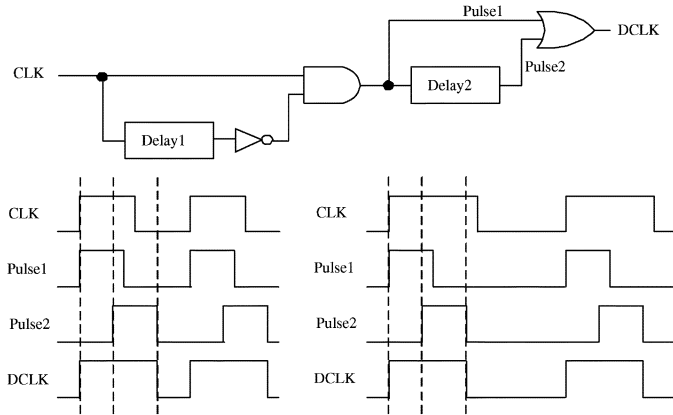 Pulse1
DCLK
CLK
Pulse2
Delay2
Delay1
CLK
CLK
Pulse1
Pulse1
Pulse2
Pulse2
DCLK
DCLK